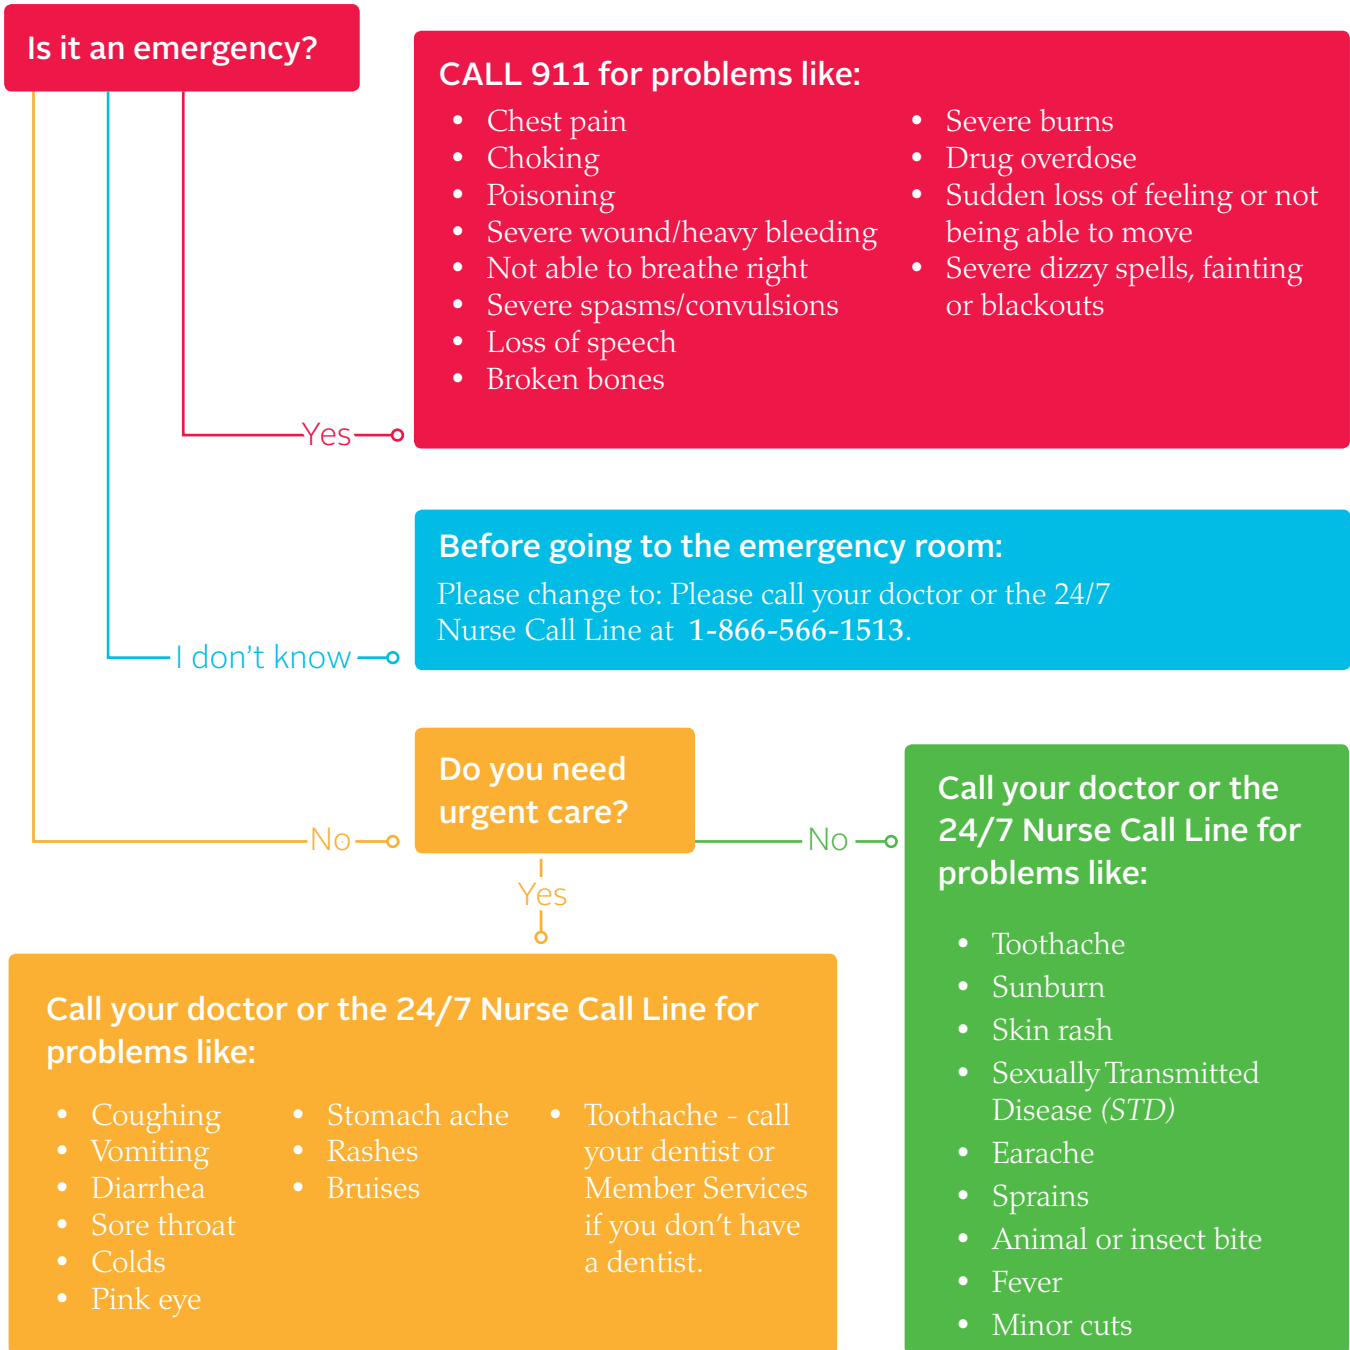 Is it an emergency?
CALL 911 for problems like:
• Chest pain
• Choking
• Poisoning
• Severe wound/heavy bleeding
• Not able to breathe right
• Severe spasms/convulsions
• Loss of speech
• Broken bones
• Severe burns
• Drug overdose
• Sudden loss of feeling or not
being able to move
• Severe dizzy spells, fainting
or blackouts
Yes
Before going to the emergency room:
Please change to: Please call your doctor or the 24/7
Nurse Call Line at 1-866-566-1513.
I don't know
Do you need
urgent care?
No
No
Yes
Call your doctor or the 24/7 Nurse Call Line for
problems like:
• Coughing
• Vomiting
• Diarrhea
• Sore throat
• Colds
• Pink eye
• Stomach ache
• Rashes
• Bruises
• Toothache - call
your dentist or
Member Services
if you don't have
a dentist.
Call your doctor or the
24/7 Nurse Call Line for
problems like:
• Toothache
• Sunburn
• Skin rash
• Sexually Transmitted
Disease (STD)
• Earache
• Sprains
• Animal or insect bite
• Fever
• Minor cuts